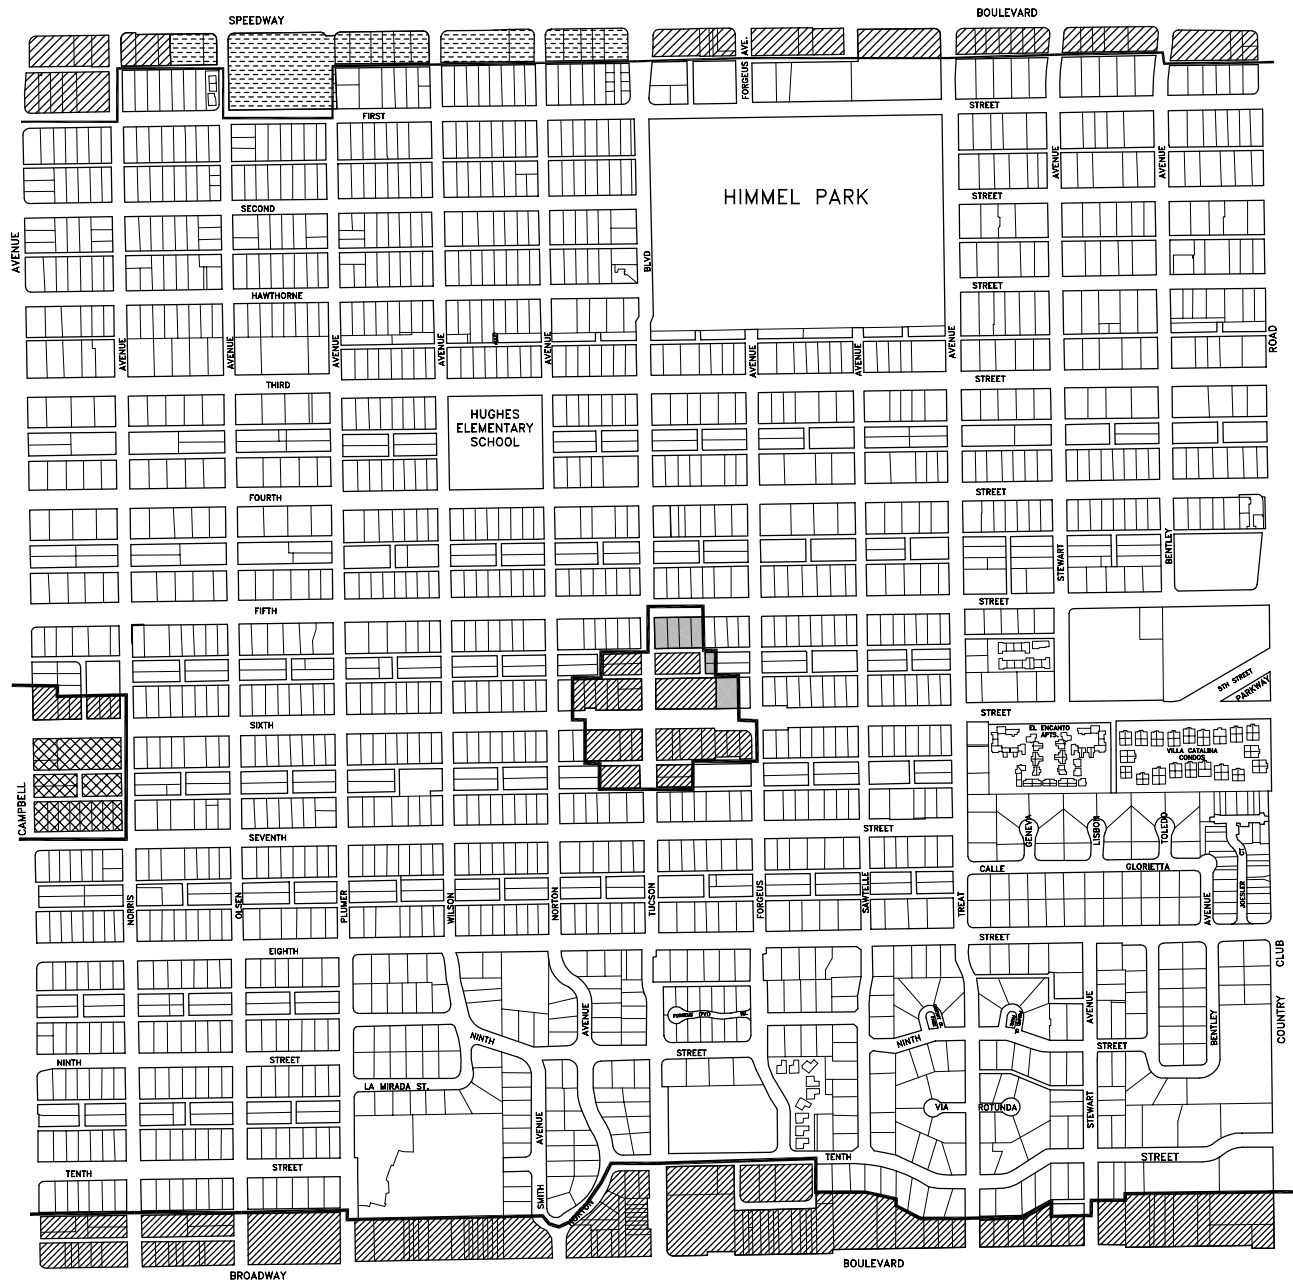 SPEEDWAY
BOULEVARD
FORGEUS AVE.
FIRST
STREET
AVENUE
AVENUE
HIMMEL PARK
SECOND
STREET
AVENUE
BLVD
HAWTHORNE
STREET
AVENUE
AVENUE
AVENUE
AVENUE
AVENUE
AVENUE
AVENUE
AVENUE
ROAD
THIRD
STREET
HUGHES
ELEMENTARY
SCHOOL
FOURTH
STREET
STEWART
BENTLEY
FIFTH
STREET
5TH STREET
PARKWAY
SIXTH
STREET
EL ENCANTO
APTS.
VILLA CATALINA
CONDOS
CAMPBELL
GENEVA
LISBON
TOLEDO
SEVENTH
STREET
CALLE
GLORIETTA
NORRIS
OLSEN
PLUMER
WILSON
NORTON
TUCSON
FORGEUS
SAWTELLE
TREAT
AVENUE
JOESLER
CT
EIGHTH
STREET
CLUB
COUNTRY
AVENUE
AVENUE
BENTLEY
NINTH
NINTH
STREET
NINTH
STREET
STREET
LA MIRADA ST.
AVENUE
VIA
ROTUNDA
STEWART
TENTH
STREET
TENTH
STREET
SMITH
NORTON
BROADWAY
BOULEVARD